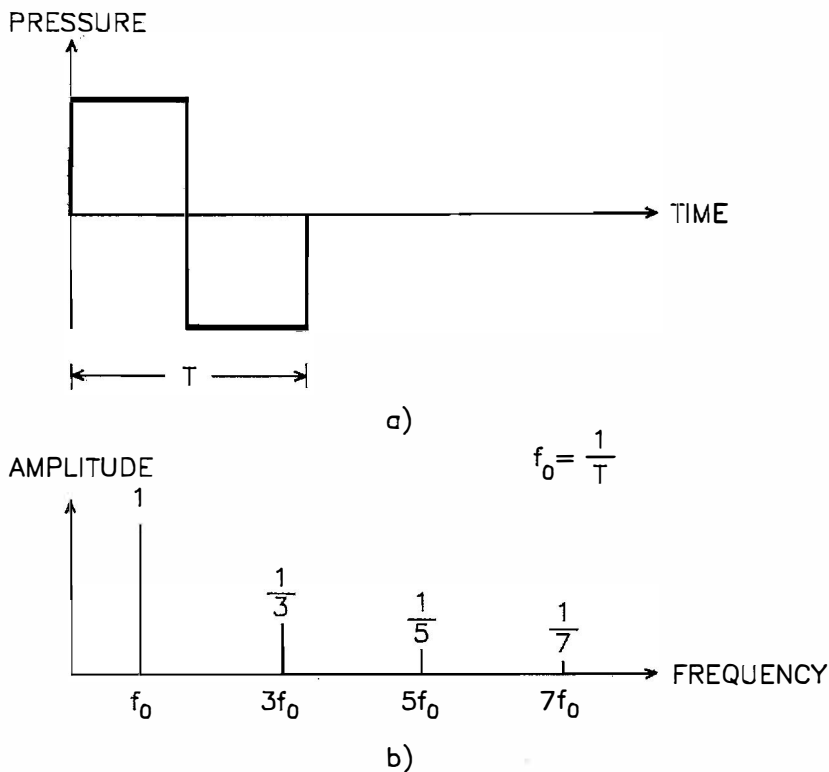 PRESSURE
TIME
T
a)
f₀ = 1/T
AMPLITUDE
1
1/3
1/5
1/7
FREQUENCY
f₀ 3f₀ 5f₀ 7f₀
b)